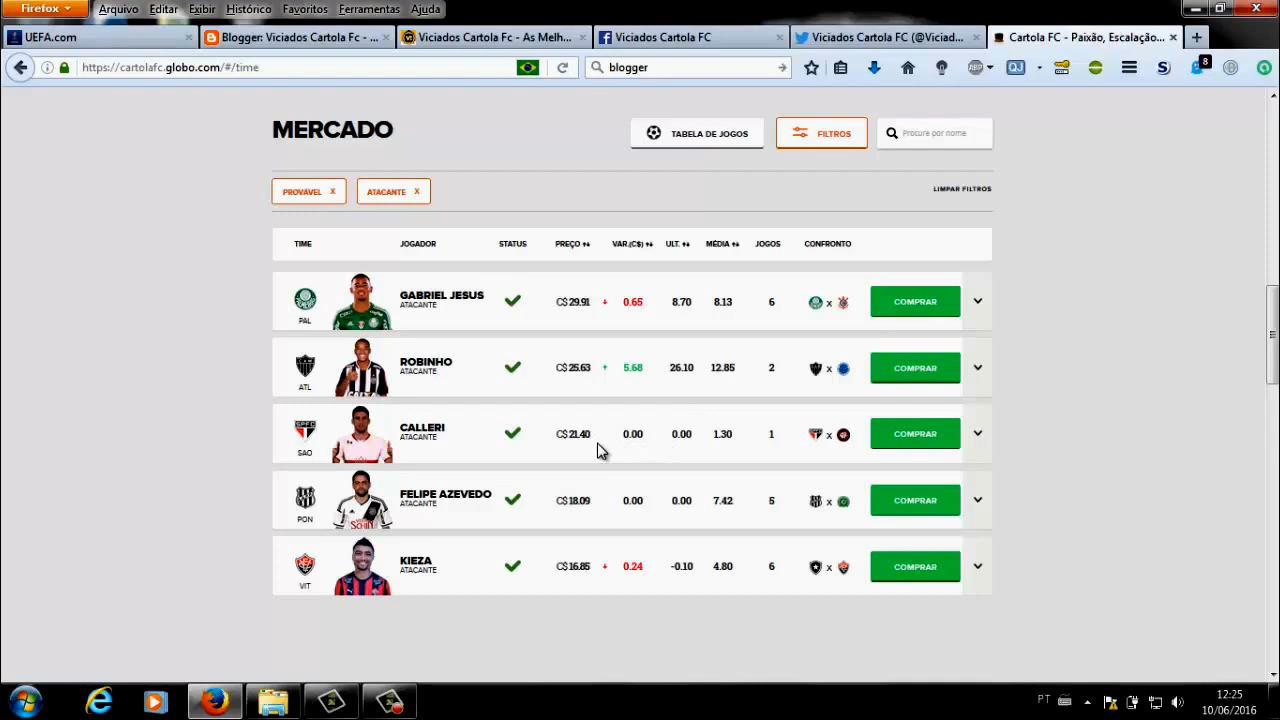 Firefox
Arquivo Editar Exibir Histórico Favoritos Ferramentas Ajuda
UEFA.com
Blogger: Viciados Cartola Fc - ...
Viciados Cartola Fc - As Melh...
Viciados Cartola FC
Viciados Cartola FC (@Viciad...
Cartola FC - Paixão, Escalação,...
https://cartolafc.globo.com/#/time
blogger
ABP
QJ
S
8
MERCADO
TABELA DE JOGOS
FILTROS
Procure por nome
PROVÁVEL X
ATACANTE X
LIMPAR FILTROS
TIME JOGADOR STATUS PREÇO VAR.(C$) ULT. MÉDIA JOGOS CONFRONTO
PAL
GABRIEL JESUS
ATACANTE
C$ 29.91 0.65 8.70 8.13 6 X COMPRAR
ATL
ROBINHO
ATACANTE
C$ 25.63 5.68 26.10 12.85 2 X COMPRAR
SPFC
SAO
CALLERI
ATACANTE
C$ 21.40 0.00 0.00 1.30 1 X COMPRAR
PON
FELIPE AZEVEDO
ATACANTE
C$ 18.09 0.00 0.00 7.42 5 X COMPRAR
VIT
KIEZA
ATACANTE
C$ 16.85 0.24 -0.10 4.80 6 X COMPRAR
PT
12:25
10/06/2016